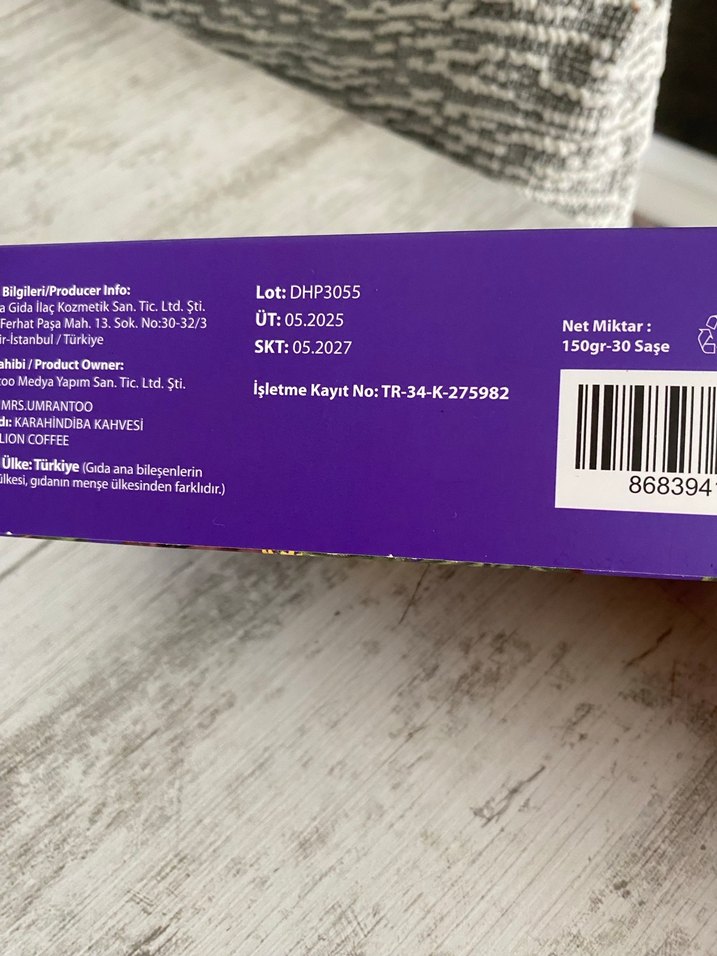 Bilgileri/Producer Info:
a Gida İlaç Kozmetik San. Tic. Ltd. Şti.
Ferhat Paşa Mah. 13. Sok. No:30-32/3
ir-İstanbul / Türkiye
ahibi / Product Owner:
too Medya Yapım San. Tic. Ltd. Şti.
MRS.UMRANTOO
dı: KARAHİNDİBA KAHVESİ
LION COFFEE
Ülke: Türkiye (Gıda ana bileşenlerin
ülkesi, gıdanın menşe ülkesinden farklıdır.)
Lot: DHP3055
ÜT: 05.2025
SKT: 05.2027
İşletme Kayıt No: TR-34-K-275982
Net Miktar :
150gr-30 Saşe
868394